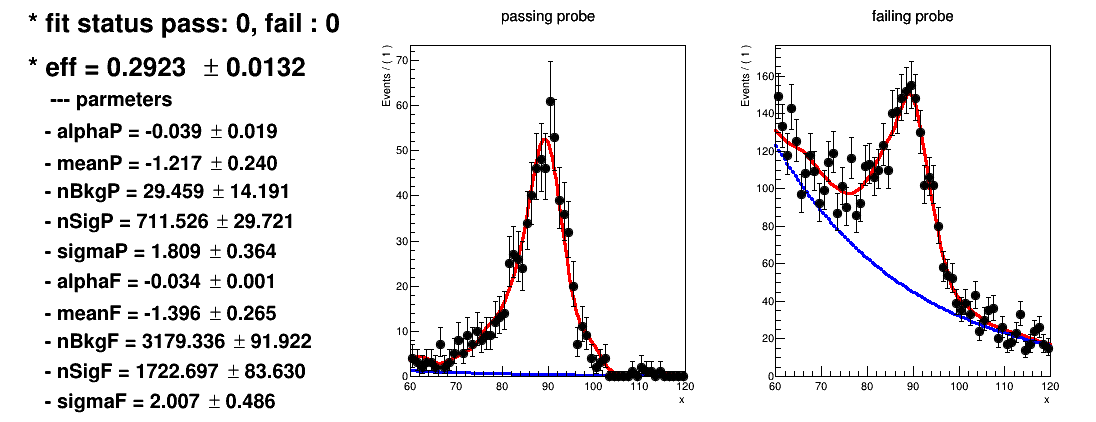 * fit status pass: 0, fail : 0
* eff = 0.2923 ± 0.0132
--- parmeters
- alphaP = -0.039 ± 0.019
- meanP = -1.217 ± 0.240
- nBkgP = 29.459 ± 14.191
- nSigP = 711.526 ± 29.721
- sigmaP = 1.809 ± 0.364
- alphaF = -0.034 ± 0.001
- meanF = -1.396 ± 0.265
- nBkgF = 3179.336 ± 91.922
- nSigF = 1722.697 ± 83.630
- sigmaF = 2.007 ± 0.486
passing probe
Events / ( 1 )
70
60
50
40
30
20
10
0
60 70 80 90 100 110 120
x
failing probe
Events / ( 1 )
160
140
120
100
80
60
40
20
0
60 70 80 90 100 110 120
x